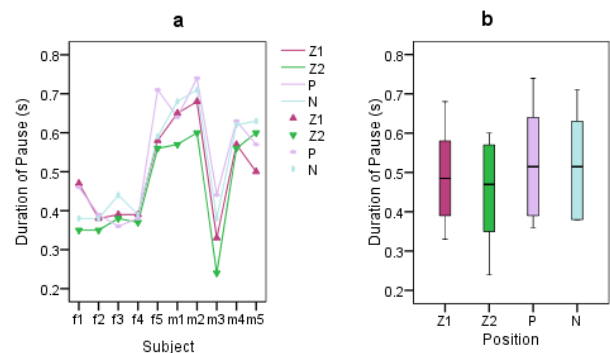 a
0.8
0.7
0.6
0.5
0.4
0.3
0.2
Duration of Pause (s)
f1 f2 f3 f4 f5 m1 m2 m3 m4 m5
Subject
Z1
Z2
P
N
Z1
Z2
P
N
b
0.8
0.7
0.6
0.5
0.4
0.3
0.2
Duration of Pause (s)
Z1 Z2 P N
Position